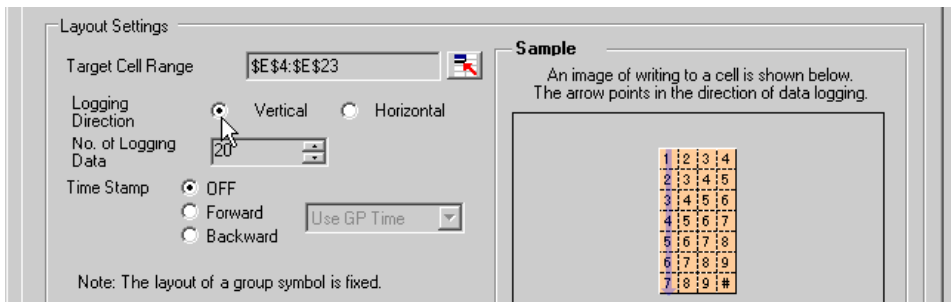 Layout Settings
Target Cell Range $E$4:$E$23
Logging Direction Vertical Horizontal
No. of Logging Data 20
Time Stamp OFF
Forward Use GP Time
Backward
Note: The layout of a group symbol is fixed.
Sample
An image of writing to a cell is shown below.
The arrow points in the direction of data logging.
1 2 3 4
2 3 4 5
3 4 5 6
4 5 6 7
5 6 7 8
6 7 8 9
7 8 9 #